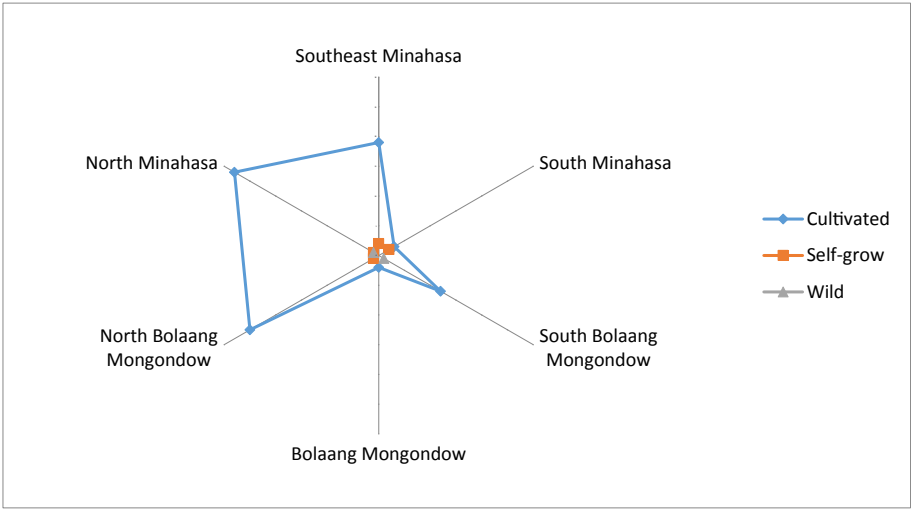 Southeast Minahasa
North Minahasa
South Minahasa
Cultivated
Self-grow
Wild
North Bolaang
Mongondow
South Bolaang
Mongondow
Bolaang Mongondow